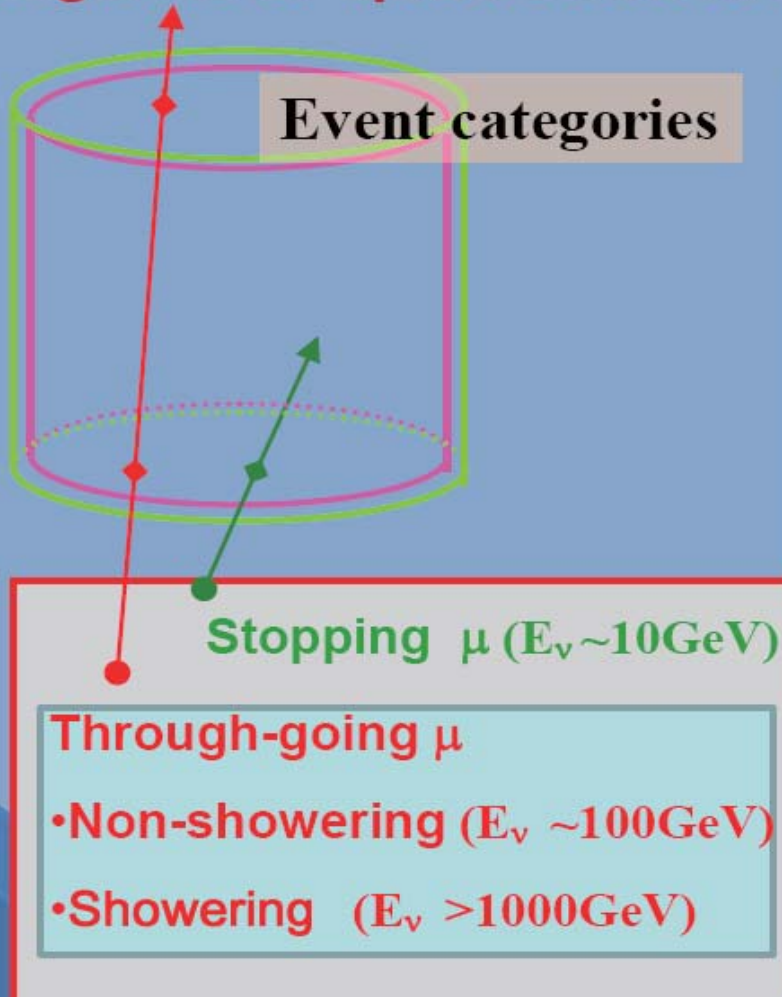 Event categories
Stopping μ (Eν ~10GeV)
Through-going μ
•Non-showering (Eν ~100GeV)
•Showering (Eν >1000GeV)